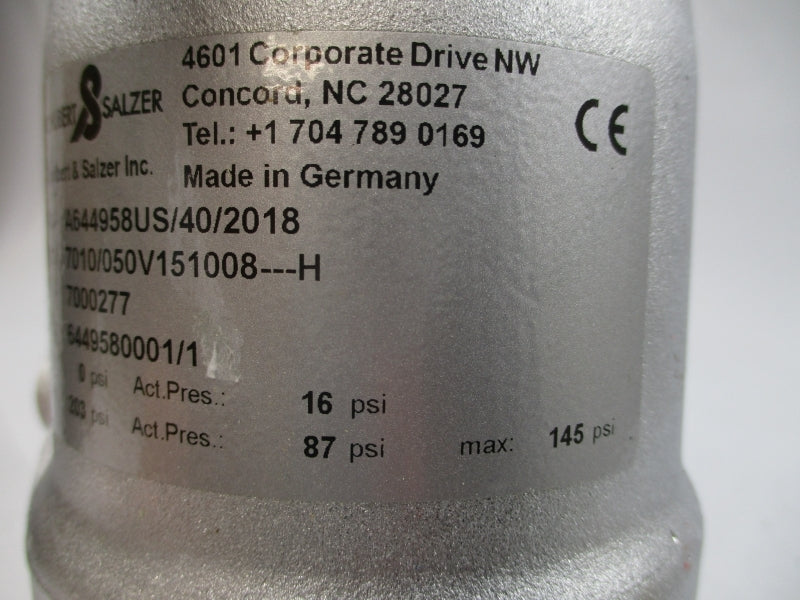 SALZER
4601 Corporate Drive NW
Concord, NC 28027
Tel.: +1 704 789 0169
CE
& Salzer Inc.
Made in Germany
A644958US/40/2018
7010/050V151008---H
7000277
6449580001/1
0 psi Act.Pres.: 16 psi
203 psi Act.Pres.: 87 psi max: 145 psi